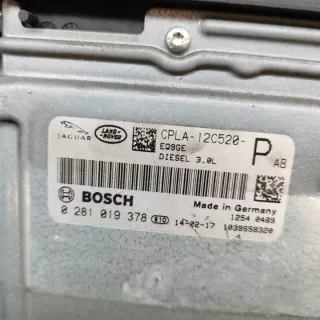 JAGUAR
LAND ROVER
CPLA-12C520- P AB
EQ9GE
DIESEL 3.0L
BOSCH
Made in Germany
0 281 019 378 14-02-17
1254 0489
1039S58320